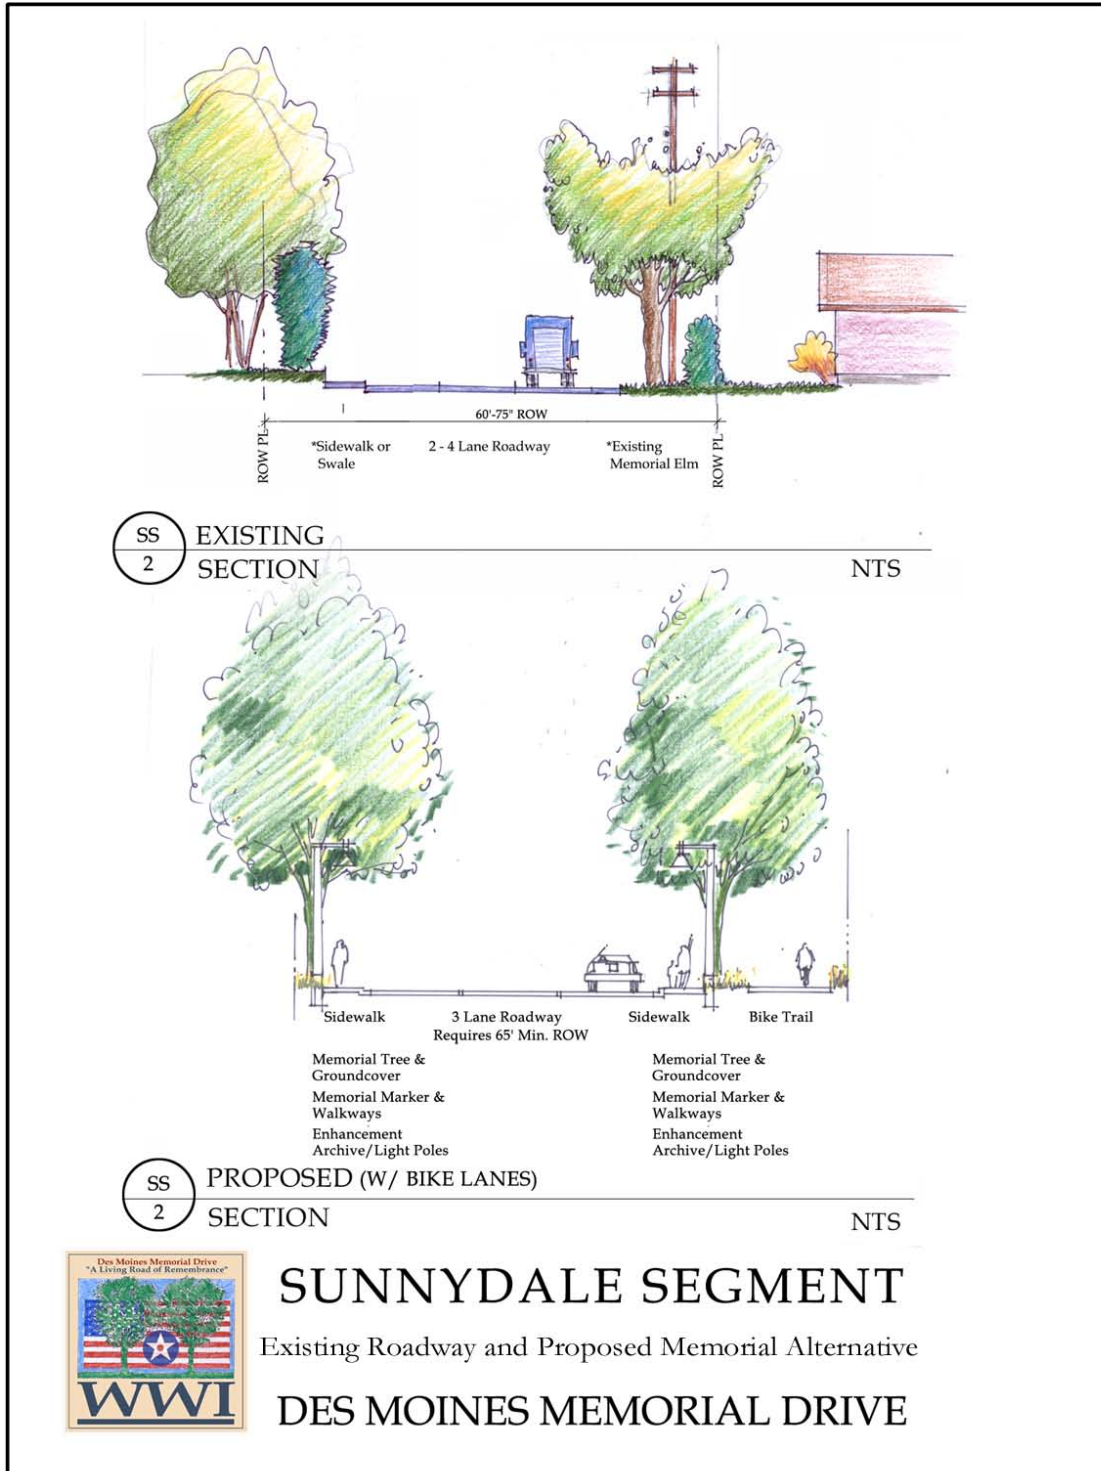 60'-75" ROW
ROW PL
*Sidewalk or
Swale
2 - 4 Lane Roadway
*Existing
Memorial Elm
ROW PL
SS
2
EXISTING
SECTION
NTS
Sidewalk
3 Lane Roadway
Requires 65' Min. ROW
Sidewalk
Bike Trail
Memorial Tree &
Groundcover
Memorial Marker &
Walkways
Enhancement
Archive/Light Poles
Memorial Tree &
Groundcover
Memorial Marker &
Walkways
Enhancement
Archive/Light Poles
SS
2
PROPOSED (W/ BIKE LANES)
SECTION
NTS
Des Moines Memorial Drive
"A Living Road of Remembrance"
WWI
SUNNYDALE SEGMENT
Existing Roadway and Proposed Memorial Alternative
DES MOINES MEMORIAL DRIVE